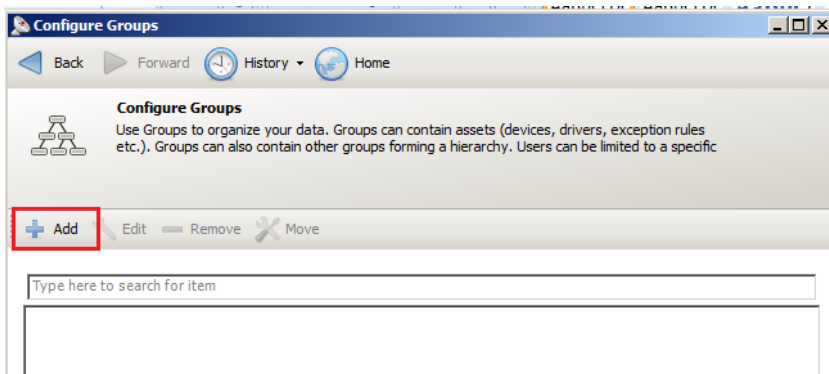 Configure Groups
Back Forward History Home
Configure Groups
Use Groups to organize your data. Groups can contain assets (devices, drivers, exception rules
etc.). Groups can also contain other groups forming a hierarchy. Users can be limited to a specific
Add Edit Remove Move
Type here to search for item